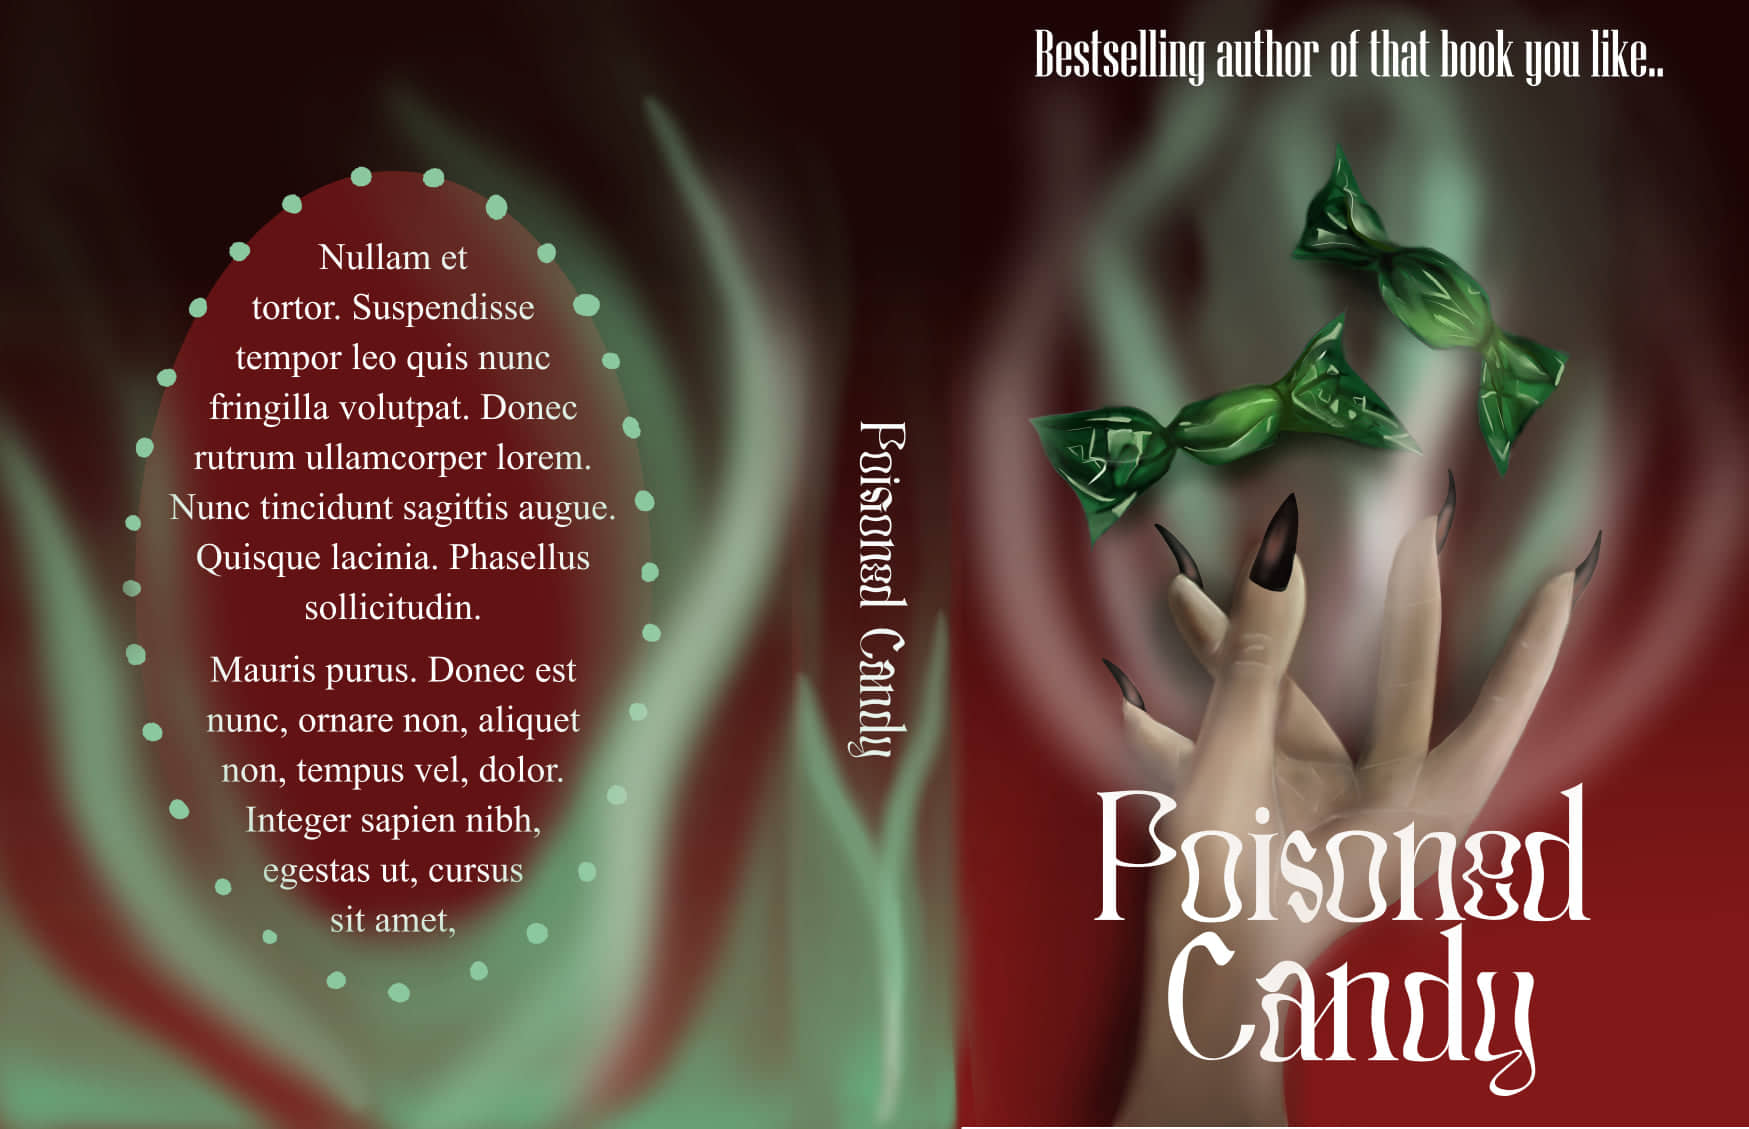 Nullam et
tortor. Suspendisse
tempor leo quis nunc
fringilla volutpat. Donec
rutrum ullamcorper lorem.
Nunc tincidunt sagittis augue.
Quisque lacinia. Phasellus
sollicitudin.
Mauris purus. Donec est
nunc, ornare non, aliquet
non, tempus vel, dolor.
Integer sapien nibh,
egestas ut, cursus
sit amet,
Poisoned Candy
Bestselling author of that book you like..
Poisoned
Candy